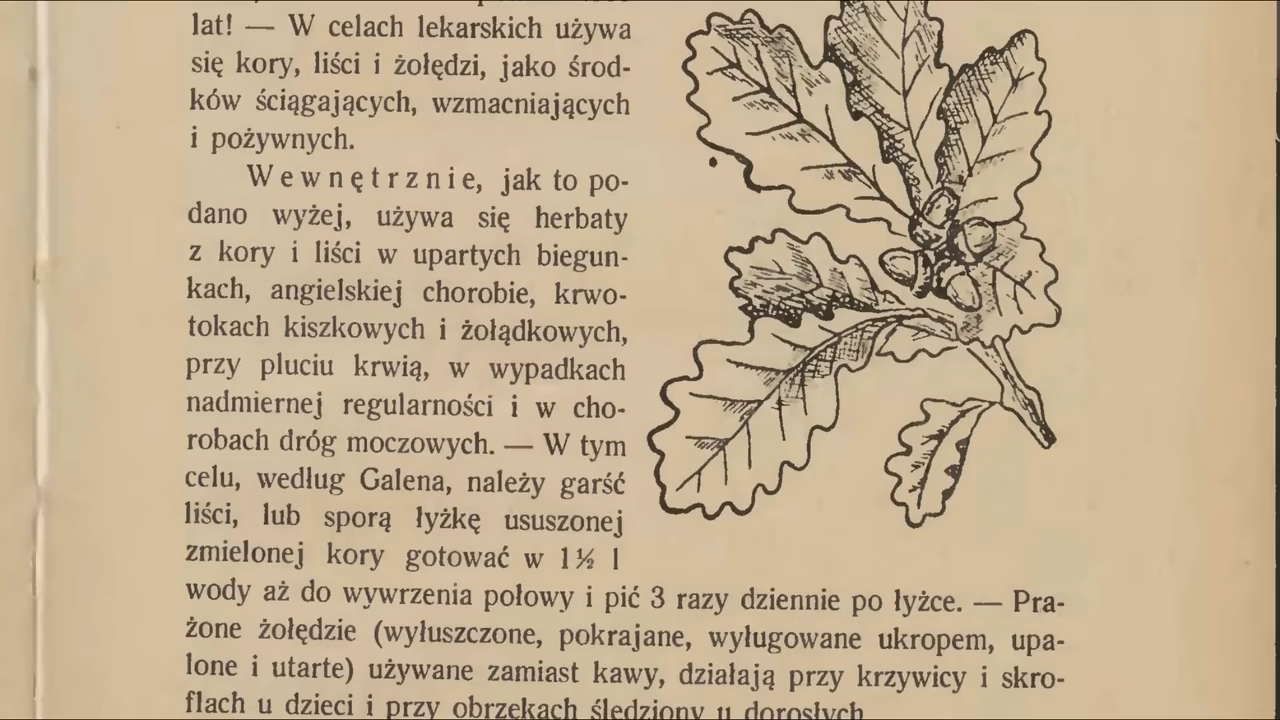 lat! — W celach lekarskich używa
się kory, liści i żołędzi, jako środ-
ków ściągających, wzmacniających
i pożywnych.
Wewnętrznie, jak to po-
dano wyżej, używa się herbaty
z kory i liści w upartych biegun-
kach, angielskiej chorobie, krwo-
tokach kiszkowych i żołądkowych,
przy pluciu krwią, w wypadkach
nadmiernej regularności i w cho-
robach dróg moczowych. — W tym
celu, według Galena, należy garść
liści, lub sporą łyżkę ususzonej
zmielonej kory gotować w 1½ l
wody aż do wywrzenia połowy i pić 3 razy dziennie po łyżce. — Pra-
żone żołędzie (wyłuszczone, pokrajane, wyługowane ukropem, upa-
lone i utarte) używane zamiast kawy, działają przy krzywicy i skro-
flach u dzieci i przy obrzękach śledziony u dorosłych